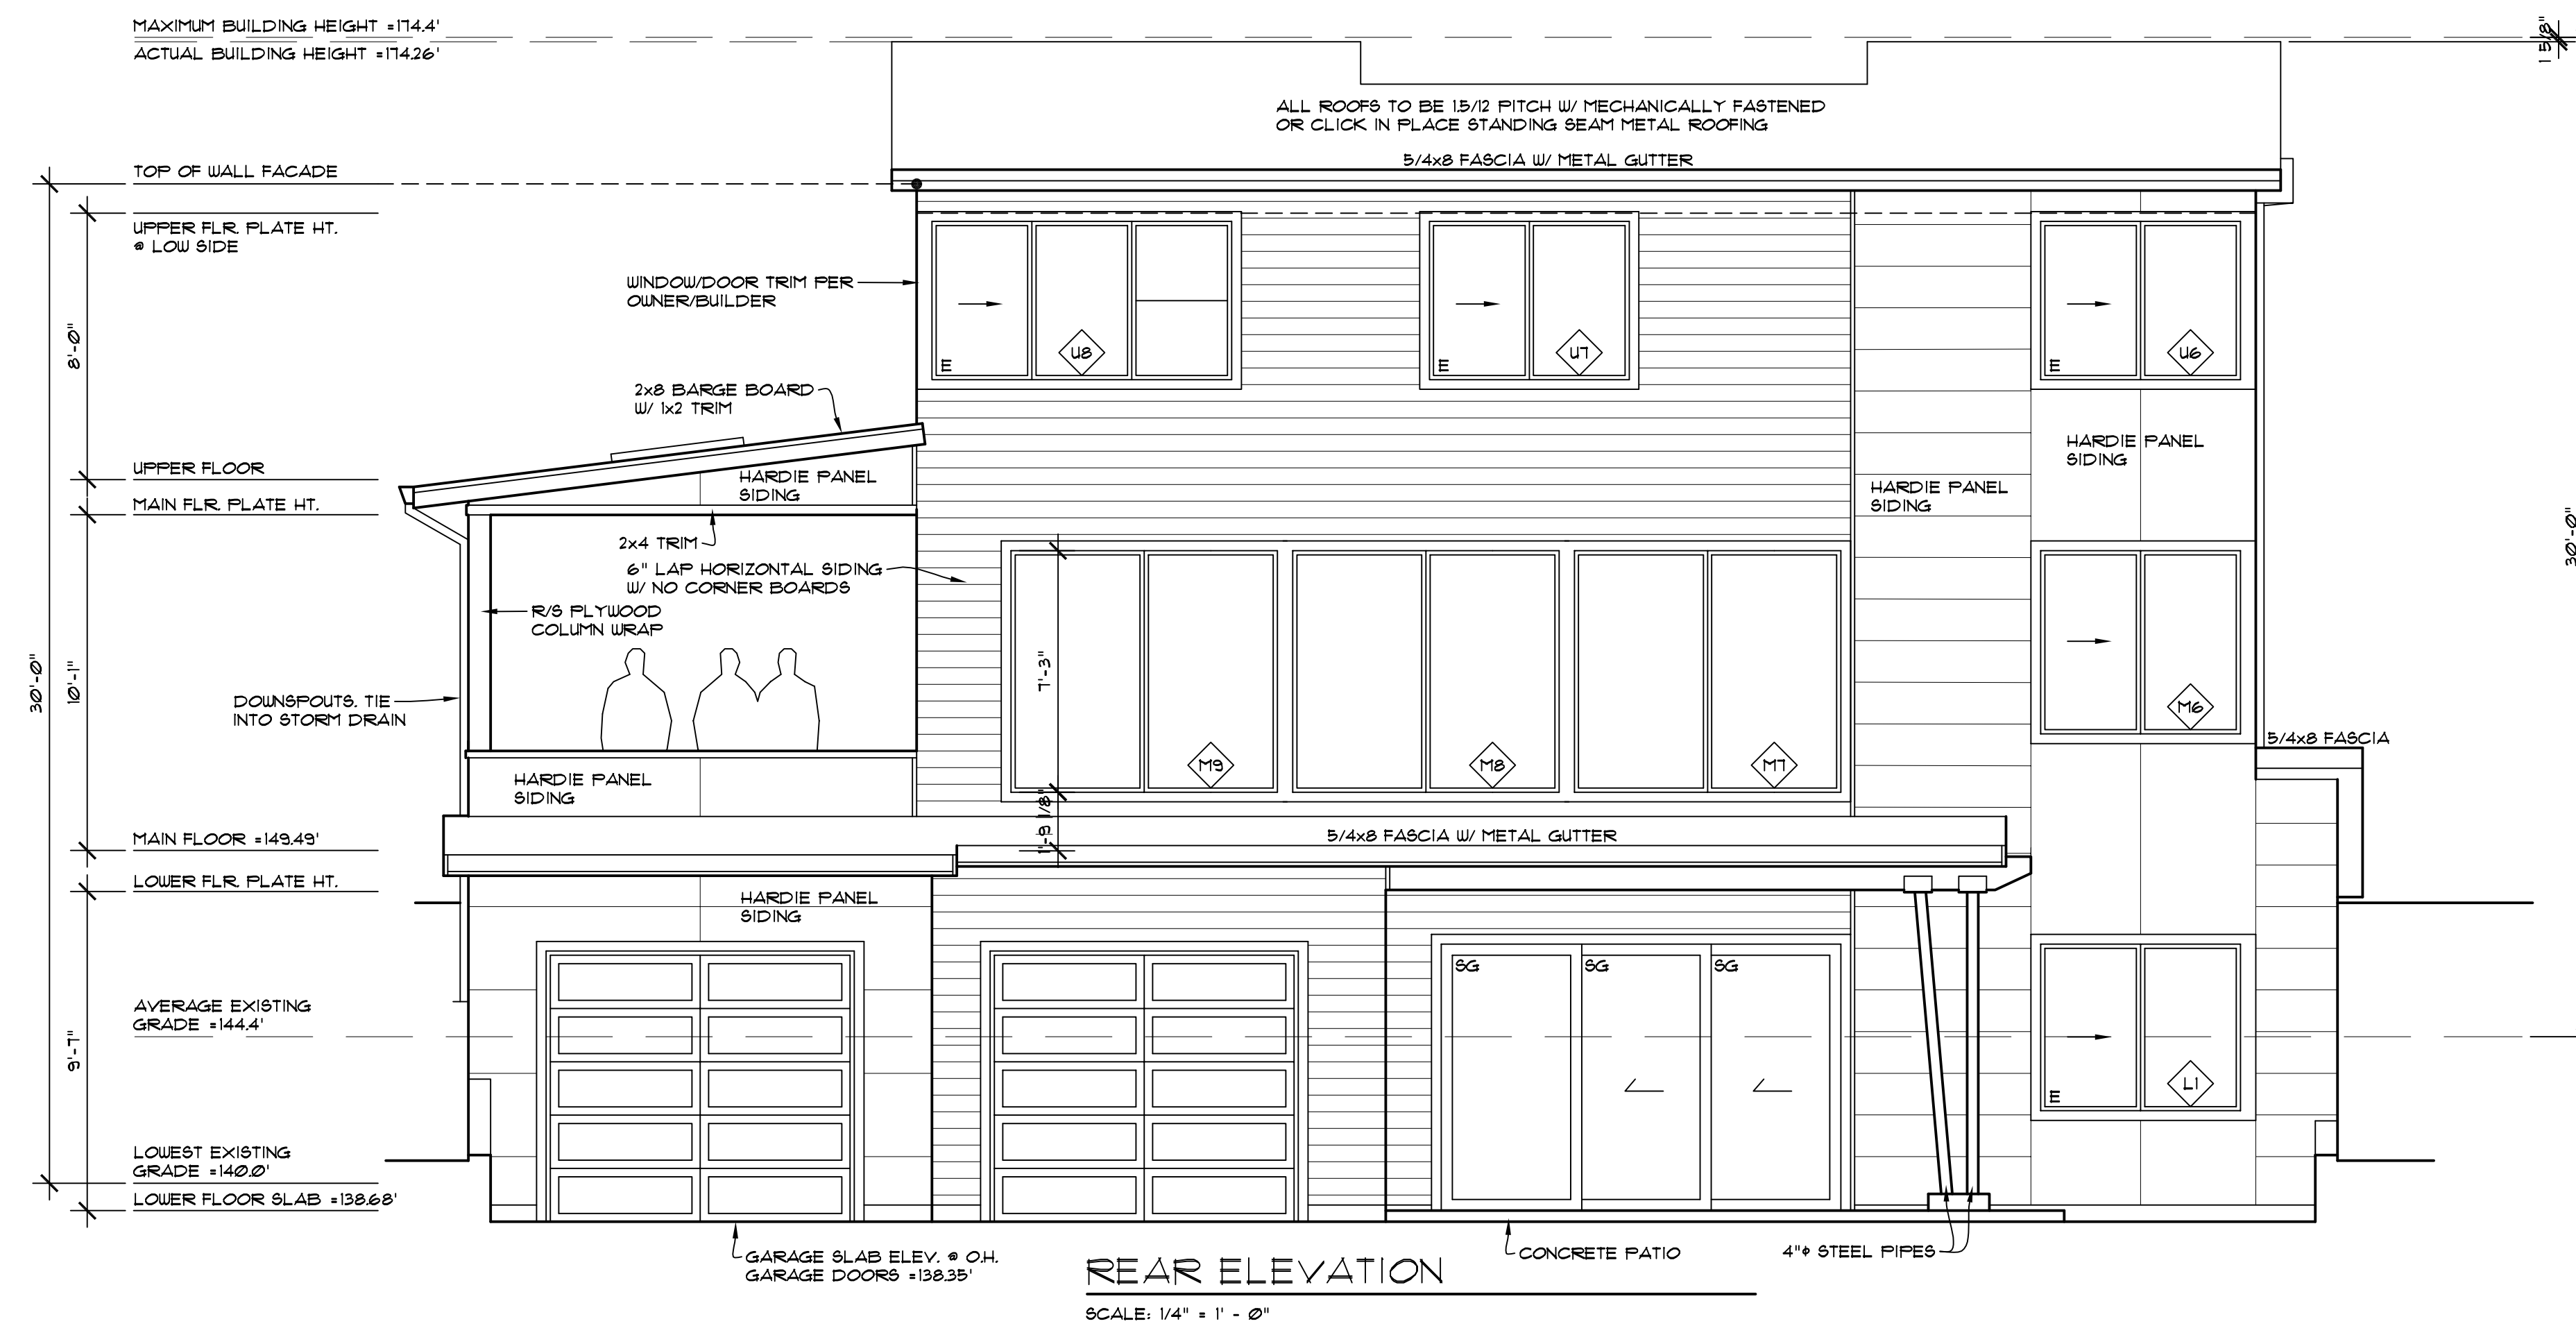 MAXIMUM BUILDING HEIGHT =174.4'
ACTUAL BUILDING HEIGHT =174.26'
1 5/8"
ALL ROOFS TO BE 1.5/12 PITCH W/ MECHANICALLY FASTENED
OR CLICK IN PLACE STANDING SEAM METAL ROOFING
5/4x8 FASCIA W/ METAL GUTTER
TOP OF WALL FACADE
UPPER FLR. PLATE HT.
@ LOW SIDE
WINDOW/DOOR TRIM PER
OWNER/BUILDER
8'-0"
E
U8
E
U7
E
U6
2x8 BARGE BOARD
W/ 1x2 TRIM
HARDIE PANEL
SIDING
UPPER FLOOR
HARDIE PANEL
SIDING
HARDIE PANEL
SIDING
MAIN FLR. PLATE HT.
2x4 TRIM
30'-0"
6" LAP HORIZONTAL SIDING
W/ NO CORNER BOARDS
R/S PLYWOOD
COLUMN WRAP
30'-0"
10'-1"
7'-3"
DOWNSPOUTS. TIE
INTO STORM DRAIN
M9
M8
M7
M6
5/4x8 FASCIA
HARDIE PANEL
SIDING
1'-9 1/8"
MAIN FLOOR =149.49'
5/4x8 FASCIA W/ METAL GUTTER
LOWER FLR. PLATE HT.
HARDIE PANEL
SIDING
SG
SG
SG
AVERAGE EXISTING
GRADE =144.4'
9'-7"
E
L1
LOWEST EXISTING
GRADE =140.0'
LOWER FLOOR SLAB =138.68'
GARAGE SLAB ELEV. @ O.H.
GARAGE DOORS =138.35'
CONCRETE PATIO
4"φ STEEL PIPES
REAR ELEVATION
SCALE: 1/4" = 1' - 0"